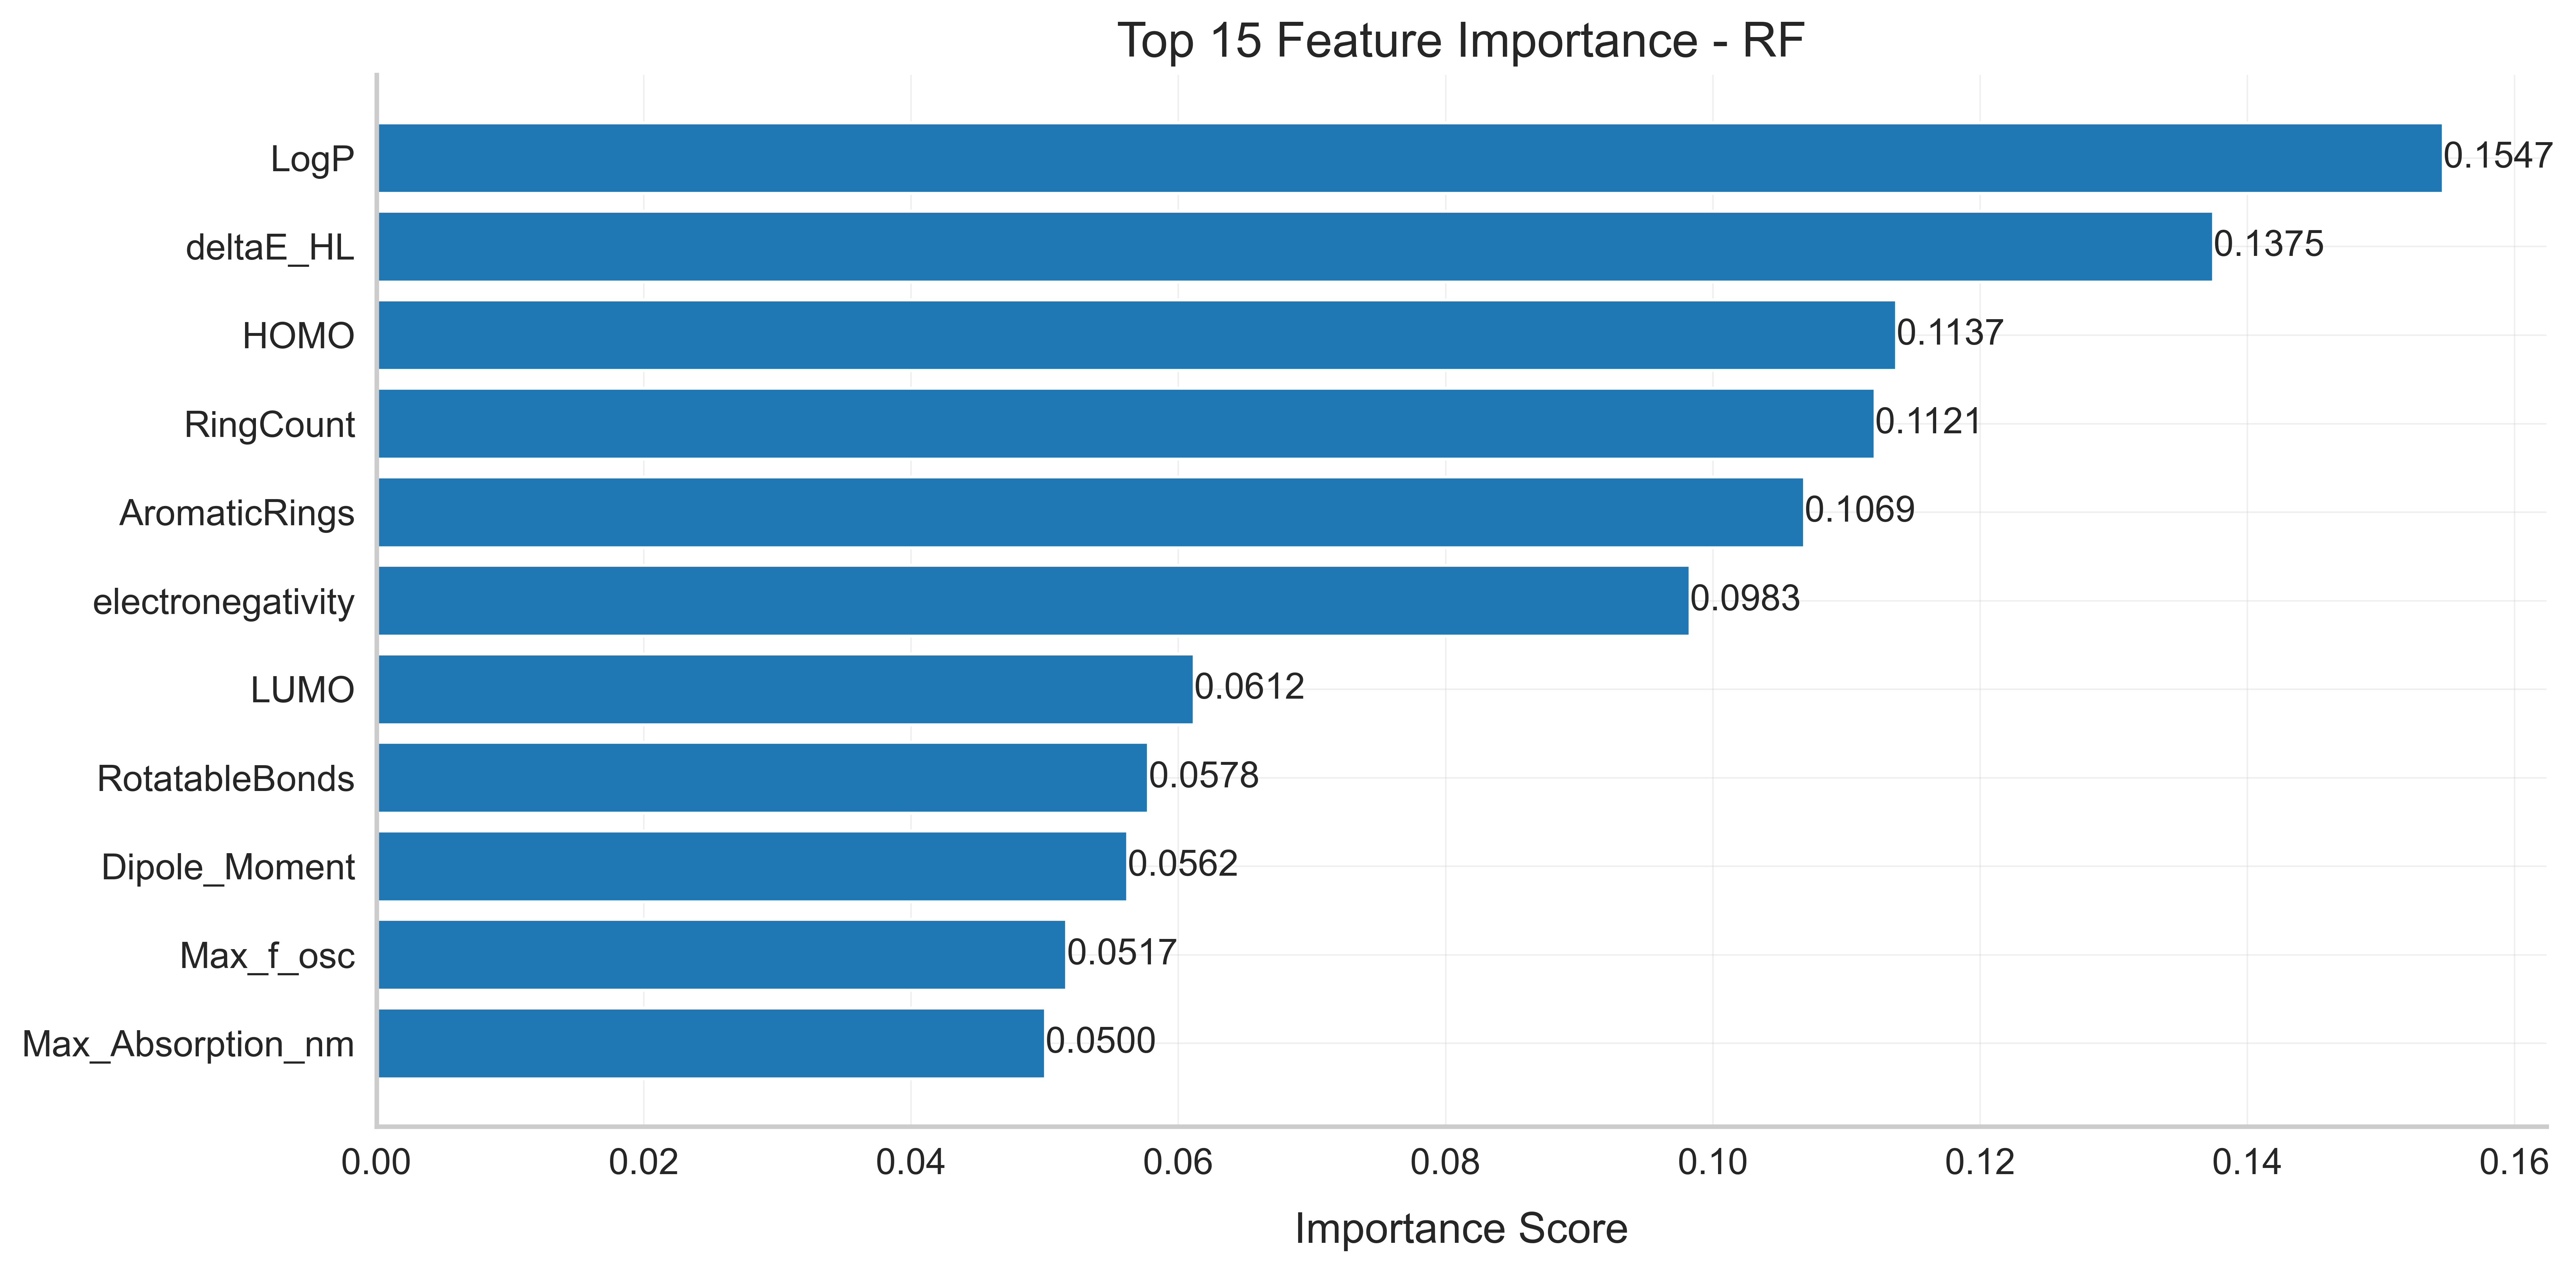 Top 15 Feature Importance - RF
LogP 0.1547
deltaE_HL 0.1375
HOMO 0.1137
RingCount 0.1121
AromaticRings 0.1069
electronegativity 0.0983
LUMO 0.0612
RotatableBonds 0.0578
Dipole_Moment 0.0562
Max_f_osc 0.0517
Max_Absorption_nm 0.0500
0.00 0.02 0.04 0.06 0.08 0.10 0.12 0.14 0.16
Importance Score